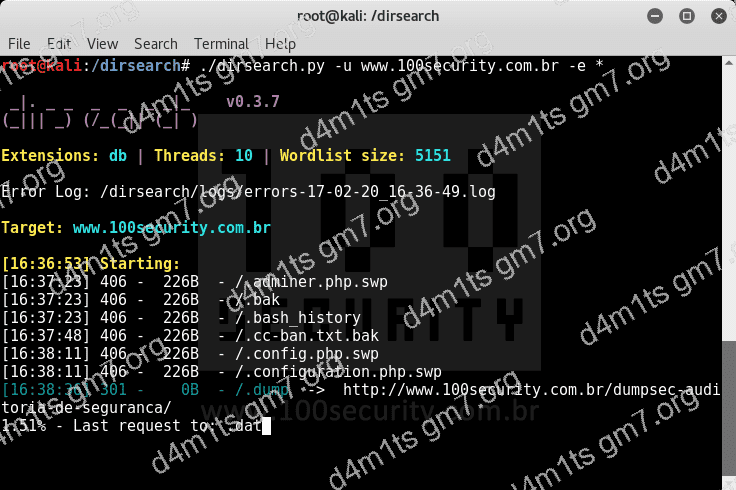 root@kali: /dirsearch
File Edit View Search Terminal Help
root@kali:/dirsearch# ./dirsearch.py -u www.100security.com.br -e *
_|. _ _  _  _  _ _|_    v0.3.7
(_||| _) (/_(_|| (_| )
Extensions: db | Threads: 10 | Wordlist size: 5151
Error Log: /dirsearch/logs/errors-17-02-20_16-36-49.log
Target: www.100security.com.br
[16:36:53] Starting:
[16:37:23] 406 -  226B  - /.adminer.php.swp
[16:37:23] 406 -  226B  - /.bak
[16:37:23] 406 -  226B  - /.bash_history
[16:37:48] 406 -  226B  - /.cc-ban.txt.bak
[16:38:11] 406 -  226B  - /.config.php.swp
[16:38:11] 406 -  226B  - /.configuration.php.swp
[16:38:36] 301 -    0B  - /.dump  ->  http://www.100security.com.br/dumpsec-audi
toria-de-seguranca/
1.51% - Last request to: .dat
100
SECURITY
www.100security.com.br
d4m1ts gm7.org